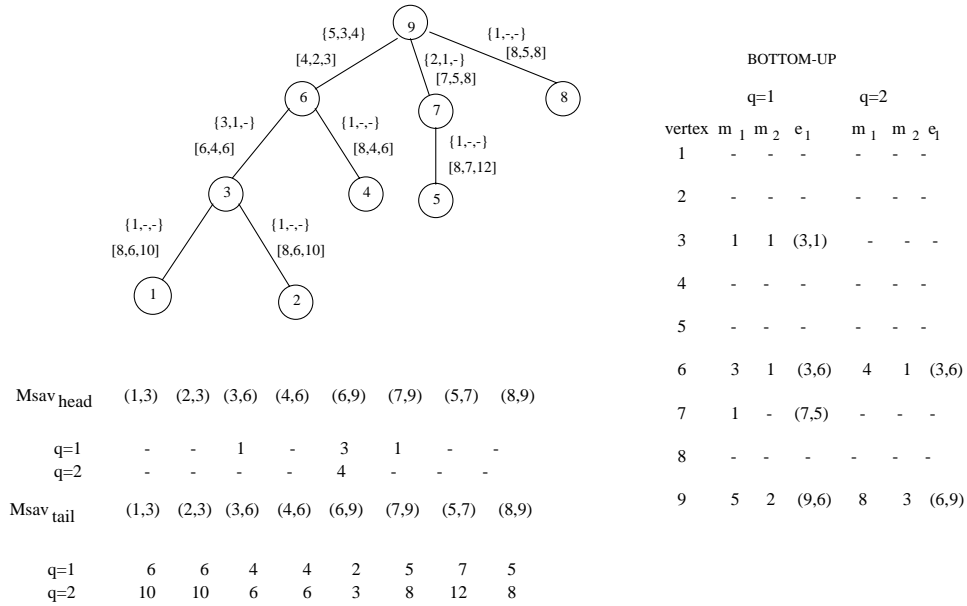 9
{5,3,4}
[4,2,3]
{2,1,-}
[7,5,8]
{1,-,-}
[8,5,8]
6
7
8
{3,1,-}
[6,4,6]
{1,-,-}
[8,4,6]
{1,-,-}
[8,7,12]
3
4
5
{1,-,-}
[8,6,10]
{1,-,-}
[8,6,10]
1
2
Msav head (1,3) (2,3) (3,6) (4,6) (6,9) (7,9) (5,7) (8,9)
q=1 - - 1 - 3 1 - -
q=2 - - - - 4 - - -
Msav tail (1,3) (2,3) (3,6) (4,6) (6,9) (7,9) (5,7) (8,9)
q=1 6 6 4 4 2 5 7 5
q=2 10 10 6 6 3 8 12 8
BOTTOM-UP
q=1 q=2
vertex m 1 m 2 e 1 m 1 m 2 e 1
1 - - - - - -
2 - - - - - -
3 1 1 (3,1) - - -
4 - - - - - -
5 - - - - - -
6 3 1 (3,6) 4 1 (3,6)
7 1 - (7,5) - - -
8 - - - - - -
9 5 2 (9,6) 8 3 (6,9)